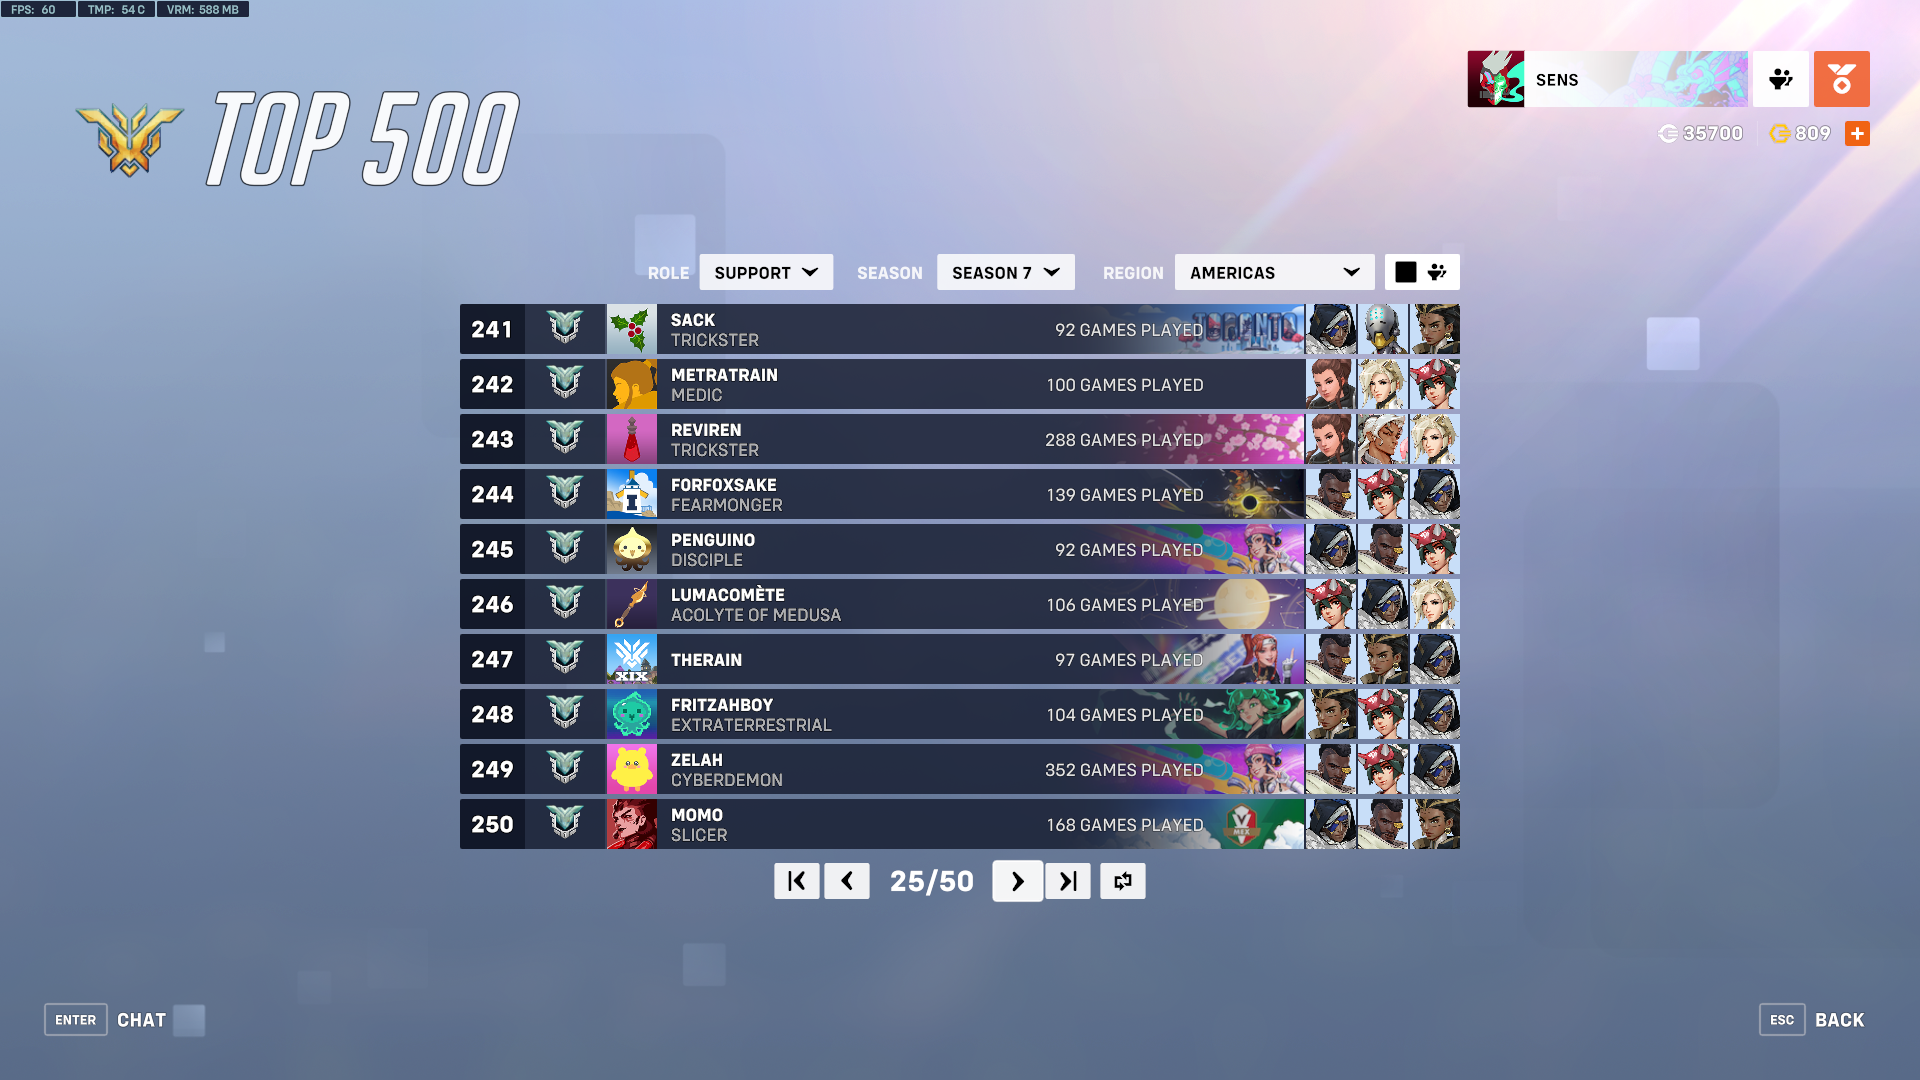 FPS: 60 TMP: 54 C VRM: 588 MB
TOP 500
SENS
35700 809
ROLE SUPPORT SEASON SEASON 7 REGION AMERICAS
241 SACK 92 GAMES PLAYED TORONTO
TRICKSTER
242 METRATRAIN 100 GAMES PLAYED
MEDIC
243 REVIREN 288 GAMES PLAYED
TRICKSTER
244 FORFOXSAKE 139 GAMES PLAYED
FEARMONGER
245 PENGUINO 92 GAMES PLAYED
DISCIPLE
246 LUMACOMÈTE 106 GAMES PLAYED
ACOLYTE OF MEDUSA
247 XIX THERAIN 97 GAMES PLAYED
248 FRITZAHBOY 104 GAMES PLAYED
EXTRATERRESTRIAL
249 ZELAH 352 GAMES PLAYED
CYBERDEMON
250 MOMO 168 GAMES PLAYED MEX
SLICER
25/50
ENTER CHAT
ESC BACK